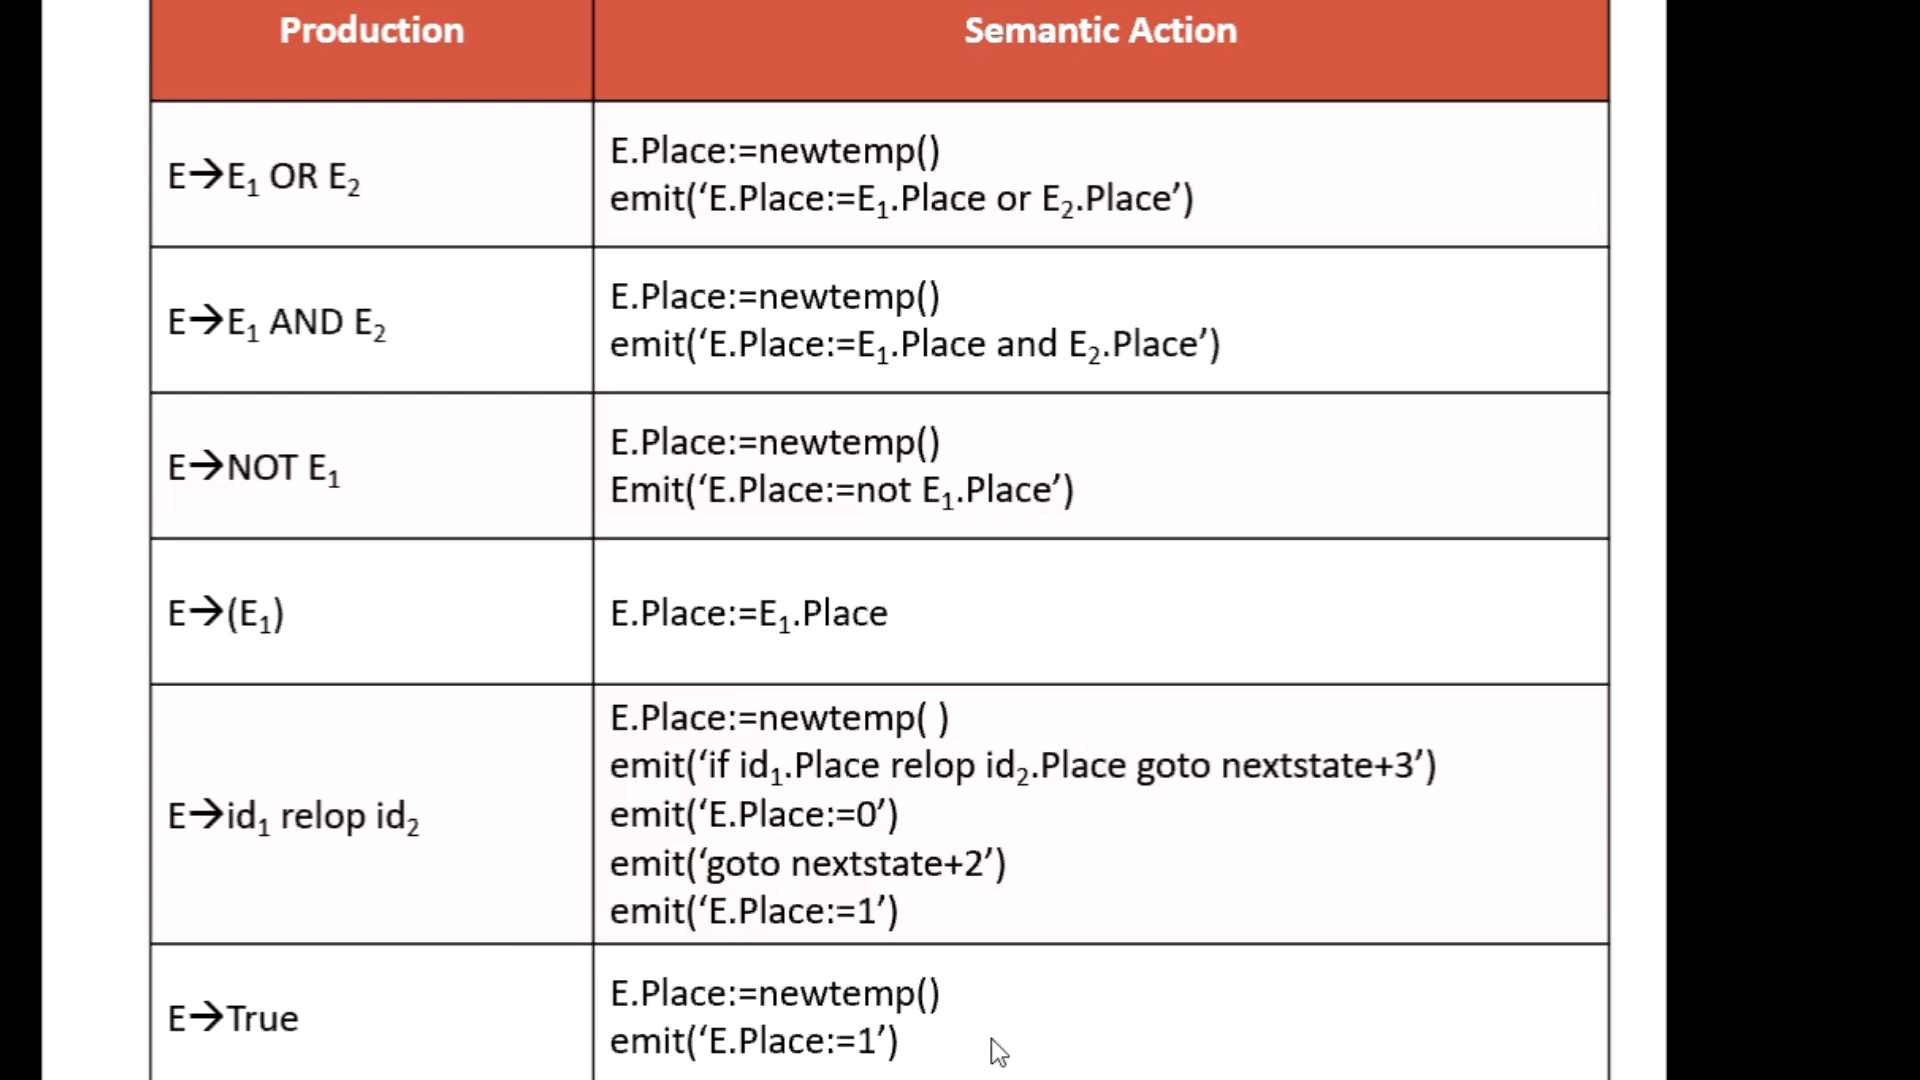 Production
Semantic Action
E→E₁ OR E₂
E.Place:=newtemp()
emit(‘E.Place:=E₁.Place or E₂.Place’)
E→E₁ AND E₂
E.Place:=newtemp()
emit(‘E.Place:=E₁.Place and E₂.Place’)
E→NOT E₁
E.Place:=newtemp()
Emit(‘E.Place:=not E₁.Place’)
E→(E₁)
E.Place:=E₁.Place
E→id₁ relop id₂
E.Place:=newtemp( )
emit(‘if id₁.Place relop id₂.Place goto nextstate+3’)
emit(‘E.Place:=0’)
emit(‘goto nextstate+2’)
emit(‘E.Place:=1’)
E→True
E.Place:=newtemp()
emit(‘E.Place:=1’)